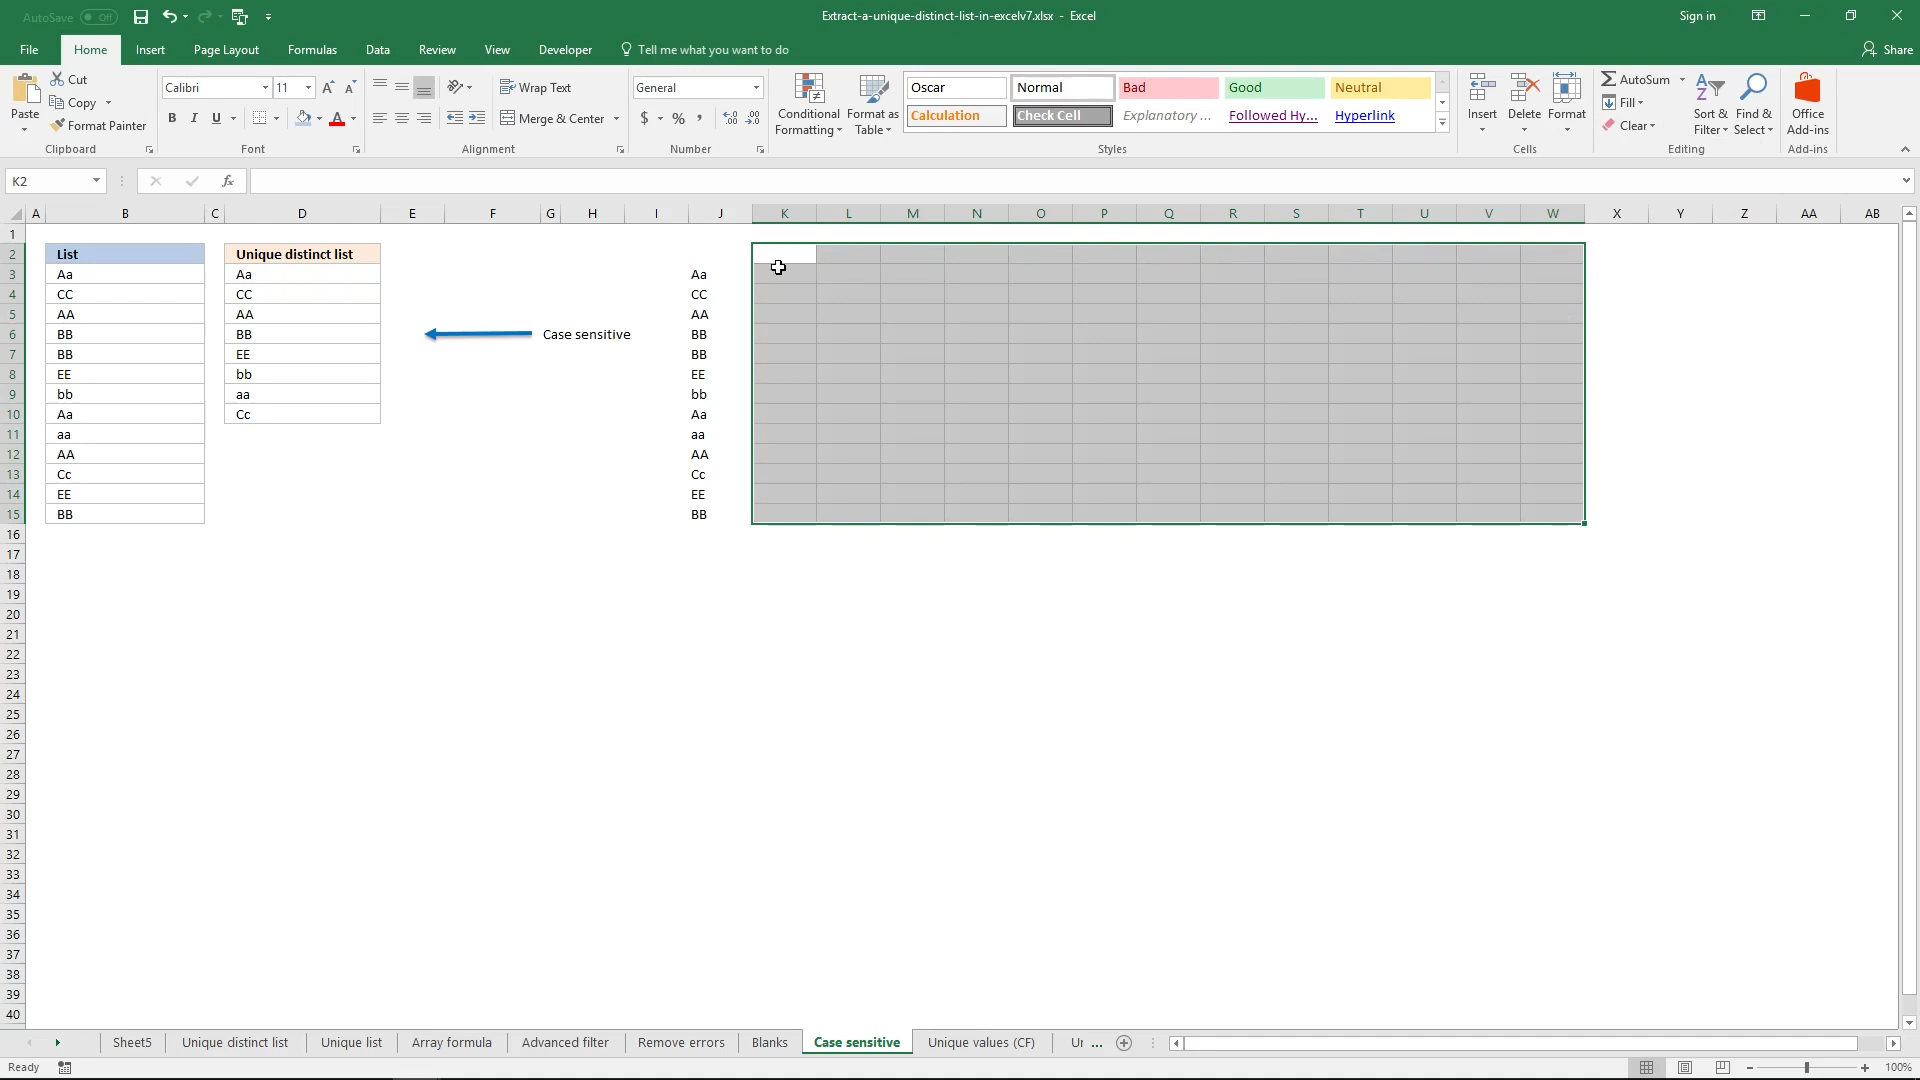 AutoSave Off
Extract-a-unique-distinct-list-in-excelv7.xlsx - Excel
Sign in
File Home Insert Page Layout Formulas Data Review View Developer Tell me what you want to do Share
Paste
Cut
Copy
Format Painter
Clipboard
Calibri 11
B I U
Font
Wrap Text
Merge & Center
Alignment
General
$ % ,
Number
Conditional Formatting
Format as Table
Oscar Normal Bad Good Neutral
Calculation Check Cell Explanatory ... Followed Hy... Hyperlink
Styles
Insert Delete Format
Cells
AutoSum
Fill
Clear
Sort & Filter
Find & Select
Editing
Office Add-ins
Add-ins
K2
fx
A B C D E F G H I J K L M N O P Q R S T U V W X Y Z AA AB
1
2 List Unique distinct list
3 Aa Aa Aa
4 CC CC CC
5 AA AA AA
6 BB BB Case sensitive BB
7 BB EE BB
8 EE bb EE
9 bb aa bb
10 Aa Cc Aa
11 aa aa
12 AA AA
13 Cc Cc
14 EE EE
15 BB BB
16
17
18
19
20
21
22
23
24
25
26
27
28
29
30
31
32
33
34
35
36
37
38
39
40
Sheet5 Unique distinct list Unique list Array formula Advanced filter Remove errors Blanks Case sensitive Unique values (CF) Ur ...
Ready
100%